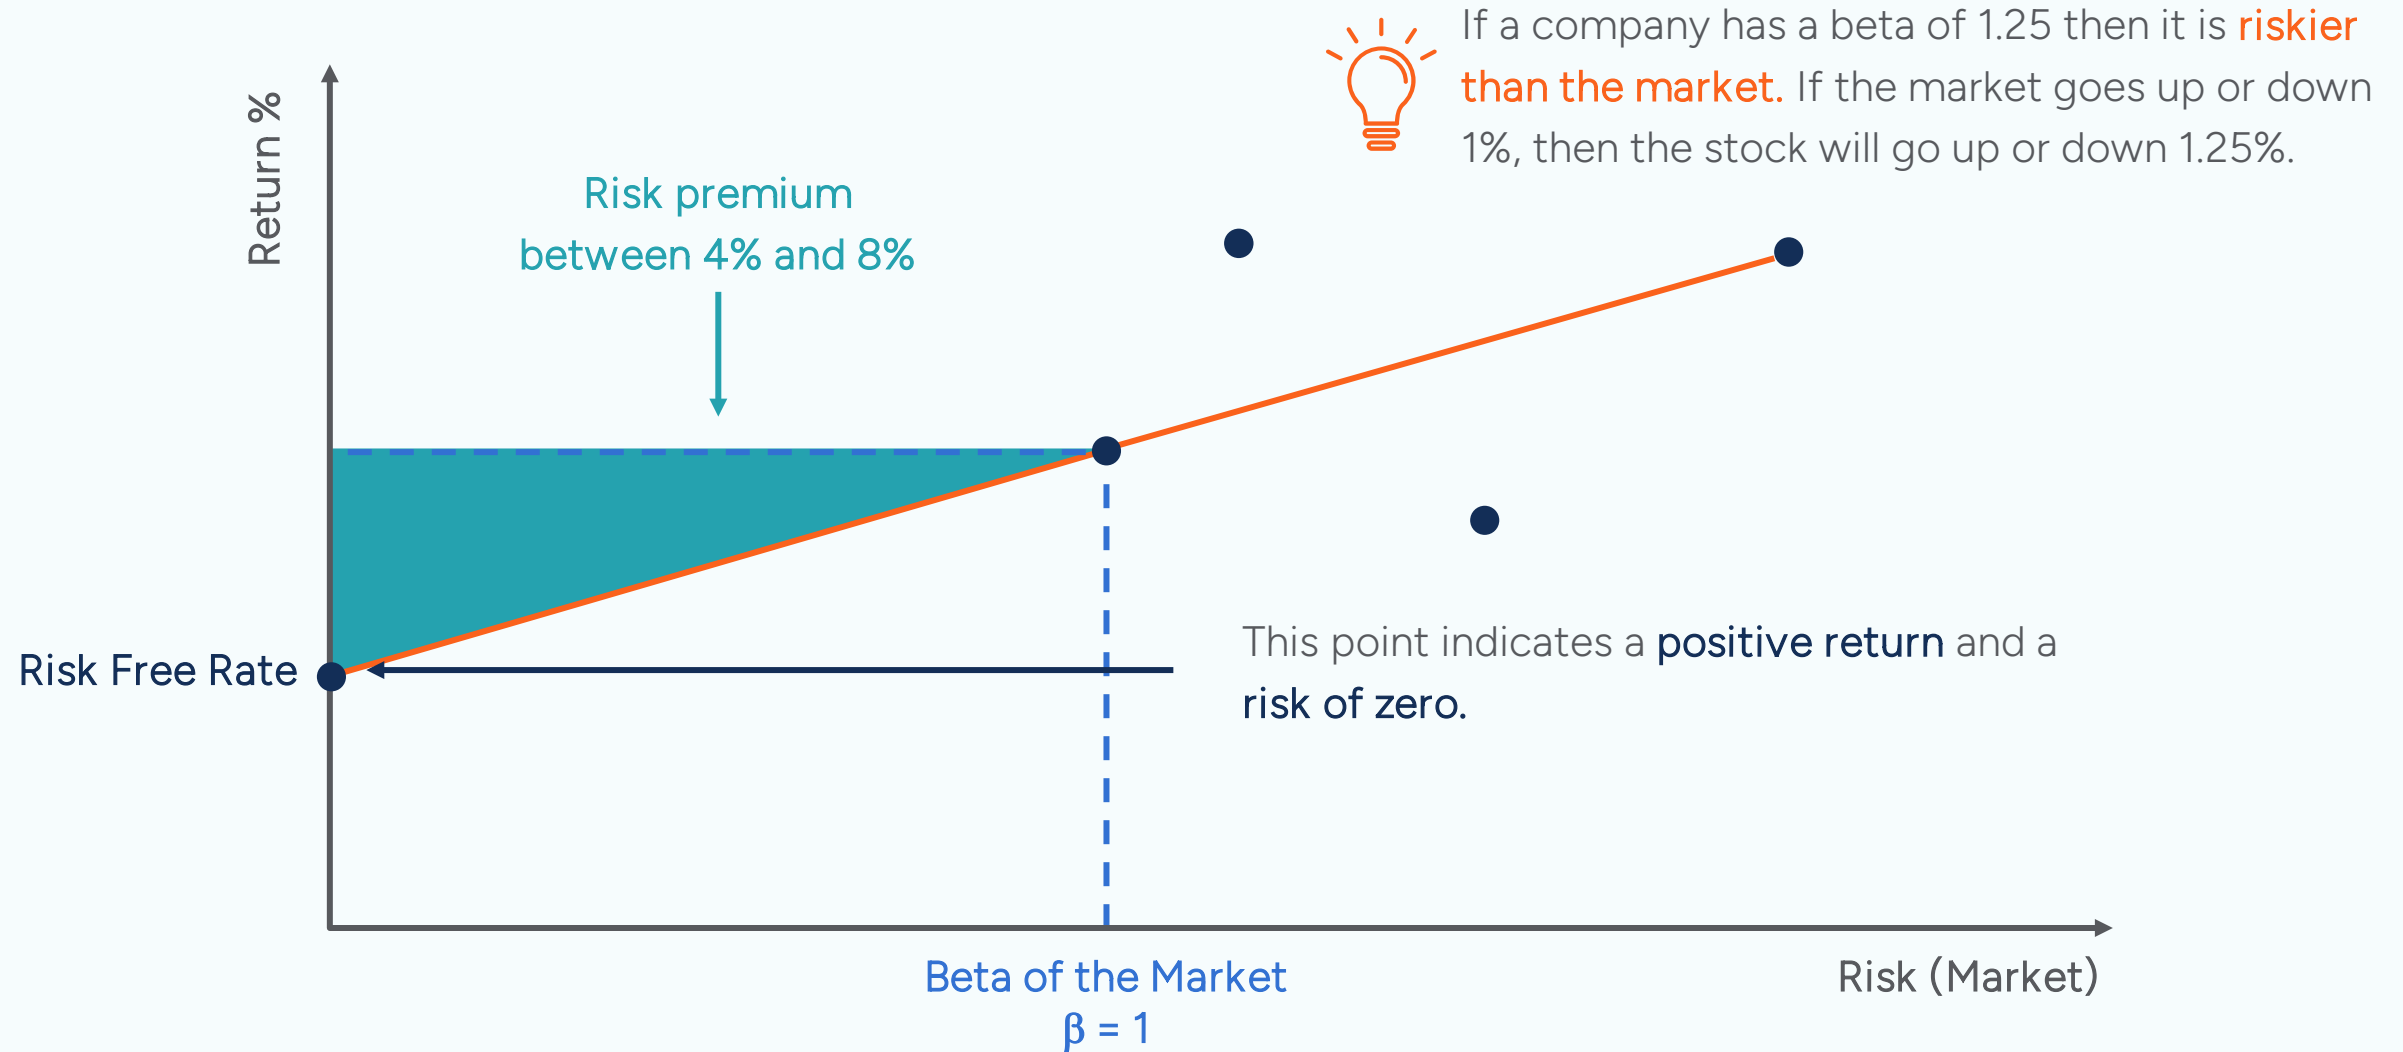 If a company has a beta of 1.25 then it is riskier
than the market. If the market goes up or down
1%, then the stock will go up or down 1.25%.
Return %
Risk premium
between 4% and 8%
Risk Free Rate
This point indicates a positive return and a
risk of zero.
Beta of the Market
β = 1
Risk (Market)